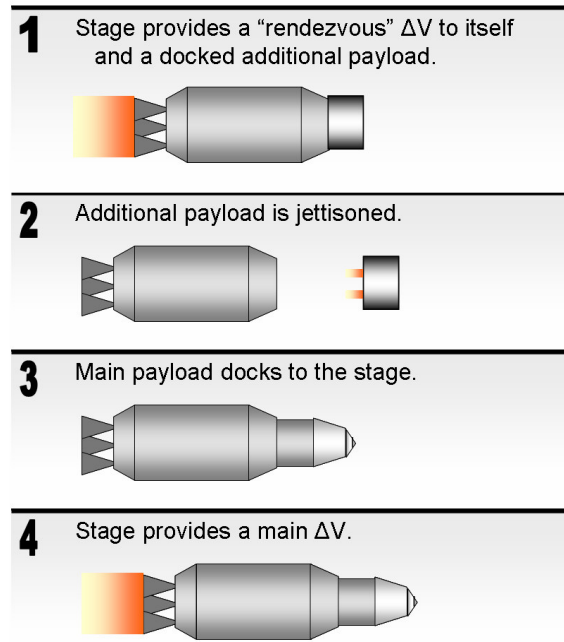 1
Stage provides a “rendezvous” ΔV to itself
and a docked additional payload.
2
Additional payload is jettisoned.
3
Main payload docks to the stage.
4
Stage provides a main ΔV.